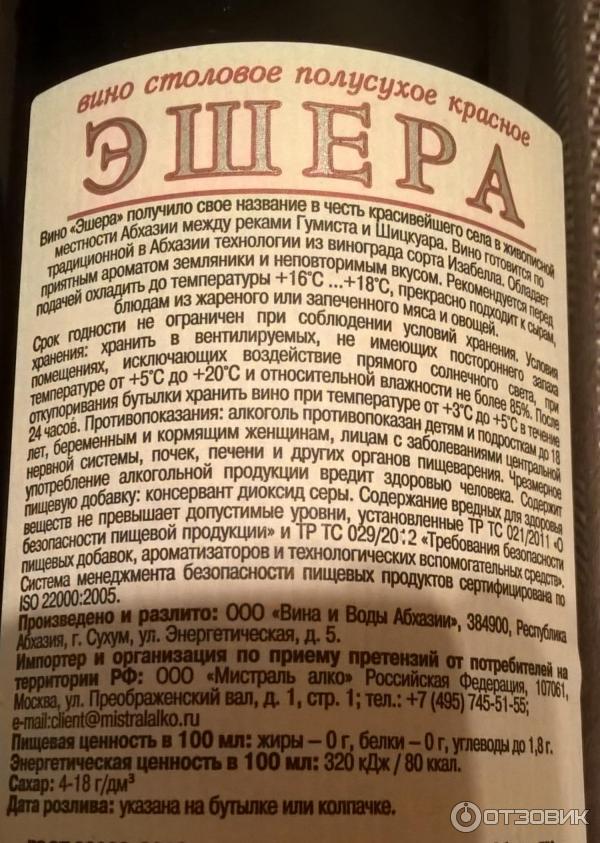 вино столовое полусухое красное
ЭШЕРА
Вино «Эшера» получило свое название в честь красивейшего села в живописной
местности Абхазии между реками Гумиста и Шицкуара. Вино готовится по
традиционной в Абхазии технологии из винограда сорта Изабелла. Обладает
приятным ароматом земляники и неповторимым вкусом. Рекомендуется перед
подачей охладить до температуры +16°С ...+18°С, прекрасно подходит к сырам,
блюдам из жареного или запеченного мяса и овощей.
Срок годности не ограничен при соблюдении условий хранения. Условия
хранения: хранить в вентилируемых, не имеющих постороннего запаха
помещениях, исключающих воздействие прямого солнечного света, при
температуре от +5°С до +20°С и относительной влажности не более 85%. После
откупоривания бутылки хранить вино при температуре от +3°С до +5°С в течение
24 часов. Противопоказания: алкоголь противопоказан детям и подросткам до 18
лет, беременным и кормящим женщинам, лицам с заболеваниями центральной
нервной системы, почек, печени и других органов пищеварения. Чрезмерное
употребление алкогольной продукции вредит здоровью человека. Содержит
пищевую добавку: консервант диоксид серы. Содержание вредных для здоровья
веществ не превышает допустимые уровни, установленные ТР ТС 021/2011 «О
безопасности пищевой продукции» и ТР ТС 029/2012 «Требования безопасности
пищевых добавок, ароматизаторов и технологических вспомогательных средств».
Система менеджмента безопасности пищевых продуктов сертифицирована по
ISO 22000:2005.
Произведено и разлито: ООО «Вина и Воды Абхазии», 384900, Республика
Абхазия, г. Сухум, ул. Энергетическая, д. 5.
Импортер и организация по приему претензий от потребителей на
территории РФ: ООО «Мистраль алко» Российская Федерация, 107061,
Москва, ул. Преображенский вал, д. 1, стр. 1; тел.: +7 (495) 745-51-55;
e-mail:client@mistralalko.ru
Пищевая ценность в 100 мл: жиры – 0 г, белки – 0 г, углеводы до 1,8 г.
Энергетическая ценность в 100 мл: 320 кДж / 80 ккал.
Сахар: 4-18 г/дм³
Дата розлива: указана на бутылке или колпачке.
ОТЗОВИК